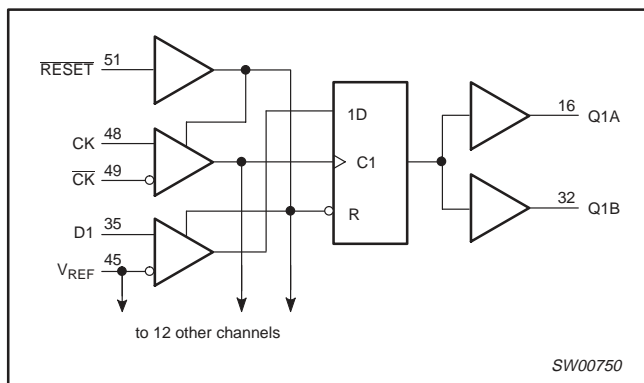 RESET 51
CK 48
CK 49
D1 35
VREF 45
1D
C1
R
16 Q1A
32 Q1B
to 12 other channels
SW00750